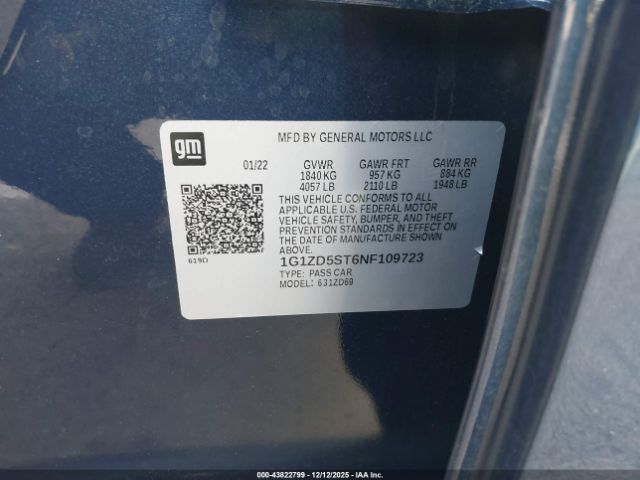 gm
MFD BY GENERAL MOTORS LLC
01/22 GVWR GAWR FRT GAWR RR
1840 KG 957 KG 884 KG
4057 LB 2110 LB 1948 LB
THIS VEHICLE CONFORMS TO ALL
APPLICABLE U.S. FEDERAL MOTOR
VEHICLE SAFETY, BUMPER, AND THEFT
PREVENTION STANDARDS IN EFFECT ON
THE DATE OF MANUFACTURE SHOWN
ABOVE.
619D
1G1ZD5ST6NF109723
TYPE: PASS CAR
MODEL: 631ZD69
000-43822799 - 12/12/2025 - © IAA, Inc.